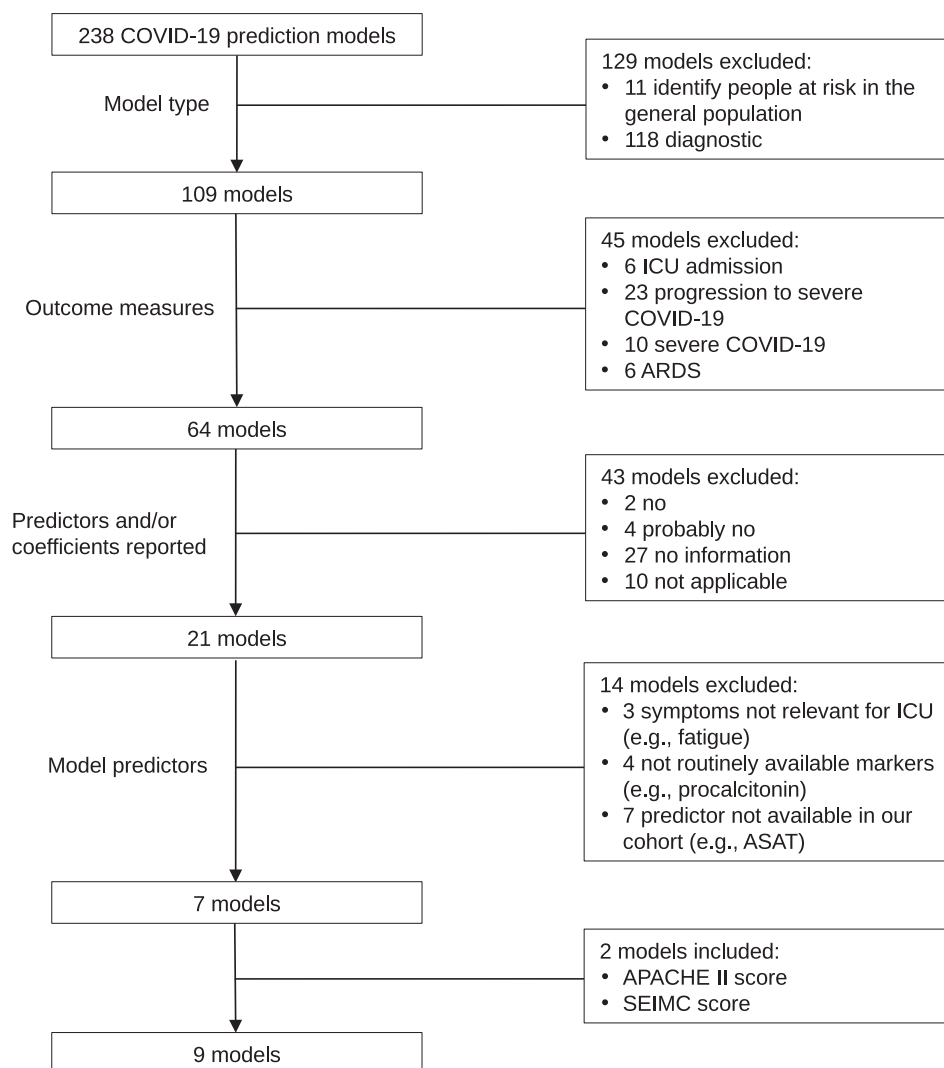 238 COVID-19 prediction models
Model type
129 models excluded:
• 11 identify people at risk in the
general population
• 118 diagnostic
109 models
Outcome measures
45 models excluded:
• 6 ICU admission
• 23 progression to severe
COVID-19
• 10 severe COVID-19
• 6 ARDS
64 models
Predictors and/or
coefficients reported
43 models excluded:
• 2 no
• 4 probably no
• 27 no information
• 10 not applicable
21 models
Model predictors
14 models excluded:
• 3 symptoms not relevant for ICU
(e.g., fatigue)
• 4 not routinely available markers
(e.g., procalcitonin)
• 7 predictor not available in our
cohort (e.g., ASAT)
7 models
2 models included:
• APACHE II score
• SEIMC score
9 models